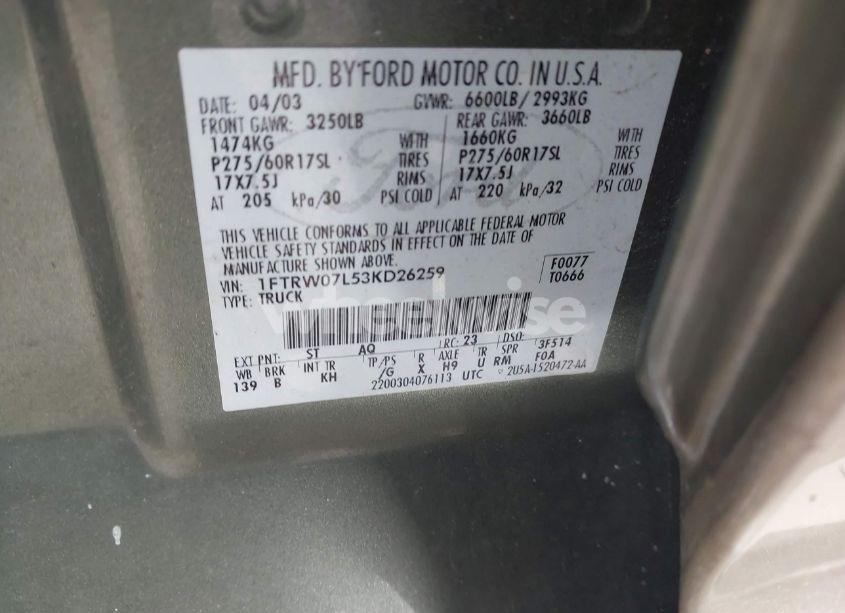 MFD. BY FORD MOTOR CO. IN U.S.A.
DATE: 04/03 GVWR: 6600LB/ 2993KG
FRONT GAWR: 3250LB REAR GAWR: 3660LB
1474KG WITH 1660KG WITH
P275/60R17SL TIRES P275/60R17SL TIRES
17X7.5J RIMS 17X7.5J RIMS
AT 205 kPa/30 PSI COLD AT 220 kPa/32 PSI COLD
THIS VEHICLE CONFORMS TO ALL APPLICABLE FEDERAL MOTOR
VEHICLE SAFETY STANDARDS IN EFFECT ON THE DATE OF
MANUFACTURE SHOWN ABOVE.
VIN: 1FTRW07L53KD26259 F0077
TYPE: TRUCK T0666
wheelwise
EXT PNT: ST AQ RC: 23 DSO: 3F514
WB BRK INT TR TP/PS R AXLE TR SPR F0A
139 B KH /G X H9 U RM
2200304076113 UTC 2U5A-1520472-AA
Ford